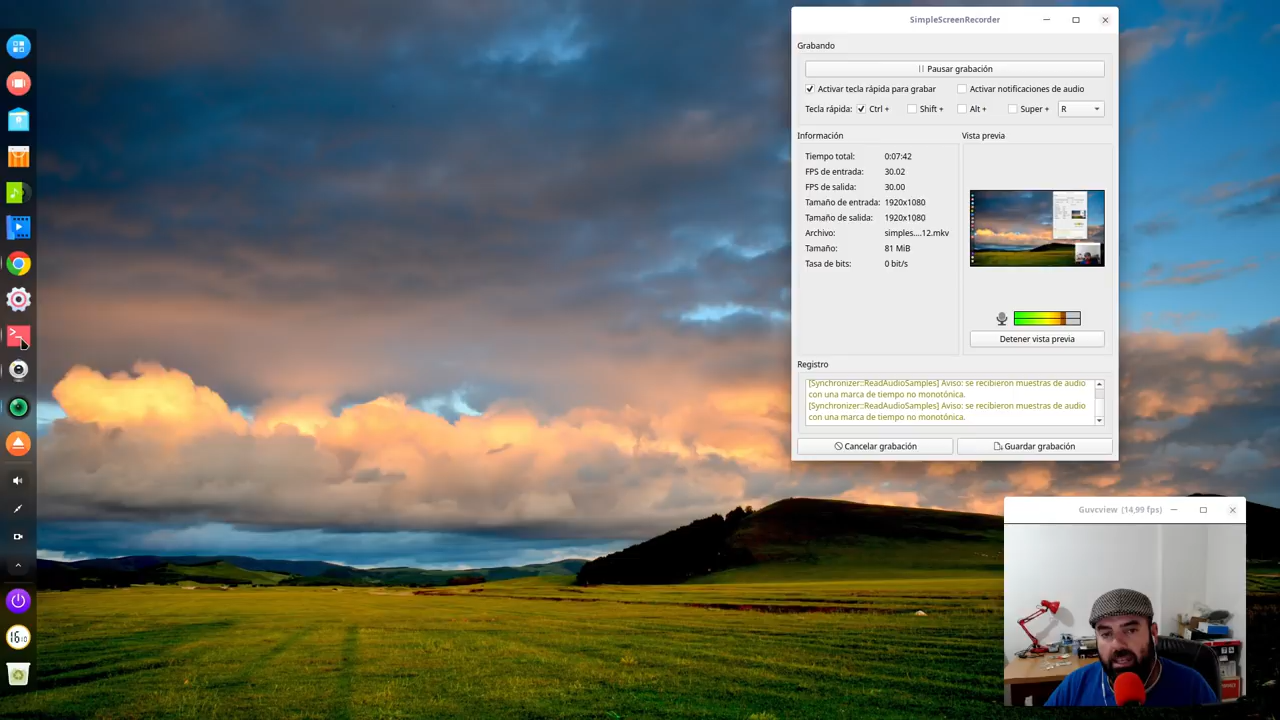 SimpleScreenRecorder
Grabando
Pausar grabación
Activar tecla rápida para grabar
Activar notificaciones de audio
Tecla rápida: Ctrl + Shift + Alt + Super + R
Información
Vista previa
Tiempo total: 0:07:42
FPS de entrada: 30.02
FPS de salida: 30.00
Tamaño de entrada: 1920x1080
Tamaño de salida: 1920x1080
Archivo: simples....12.mkv
Tamaño: 81 MiB
Tasa de bits: 0 bit/s
Detener vista previa
Registro
[Synchronizer::ReadAudioSamples] Aviso: se recibieron muestras de audio
con una marca de tiempo no monotónica.
[Synchronizer::ReadAudioSamples] Aviso: se recibieron muestras de audio
con una marca de tiempo no monotónica.
Cancelar grabación
Guardar grabación
Guvcview (14,99 fps)